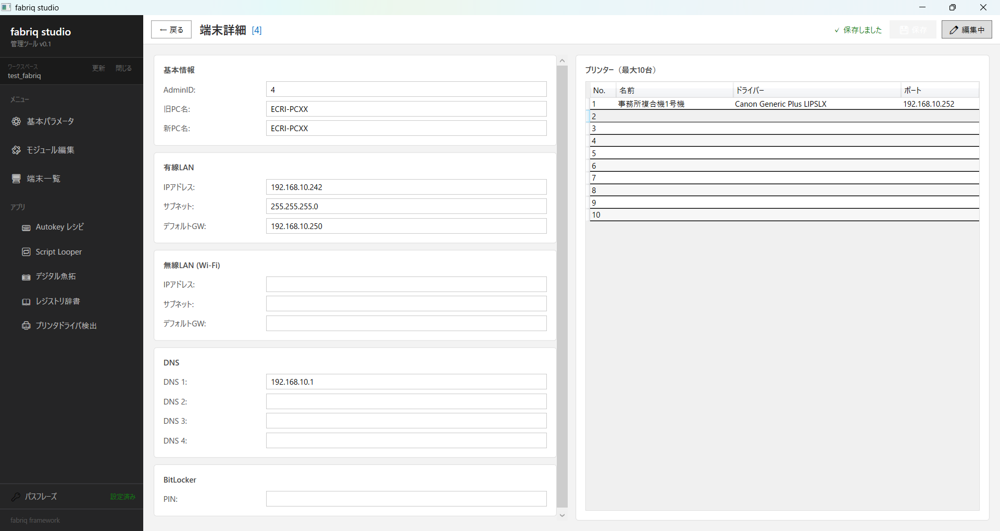 fabriq studio
fabriq studio
管理ツール v0.1
ワークスペース
更新 閉じる
test_fabriq
メニュー
基本パラメータ
モジュール編集
端末一覧
アプリ
Autokey レシピ
Script Looper
デジタル魚拓
レジストリ辞書
プリンタドライバ検出
パスフレーズ 設定済み
fabriq framework
← 戻る 端末詳細 [4]
✓ 保存しました 保存 編集中
基本情報
AdminID: 4
旧PC名: ECRI-PCXX
新PC名: ECRI-PCXX
有線LAN
IPアドレス: 192.168.10.242
サブネット: 255.255.255.0
デフォルトGW: 192.168.10.250
無線LAN (Wi-Fi)
IPアドレス:
サブネット:
デフォルトGW:
DNS
DNS 1: 192.168.10.1
DNS 2:
DNS 3:
DNS 4:
BitLocker
PIN:
プリンター（最大10台）
No. 名前 ドライバー ポート
1 事務所複合機1号機 Canon Generic Plus LIPSLX 192.168.10.252
2
3
4
5
6
7
8
9
10